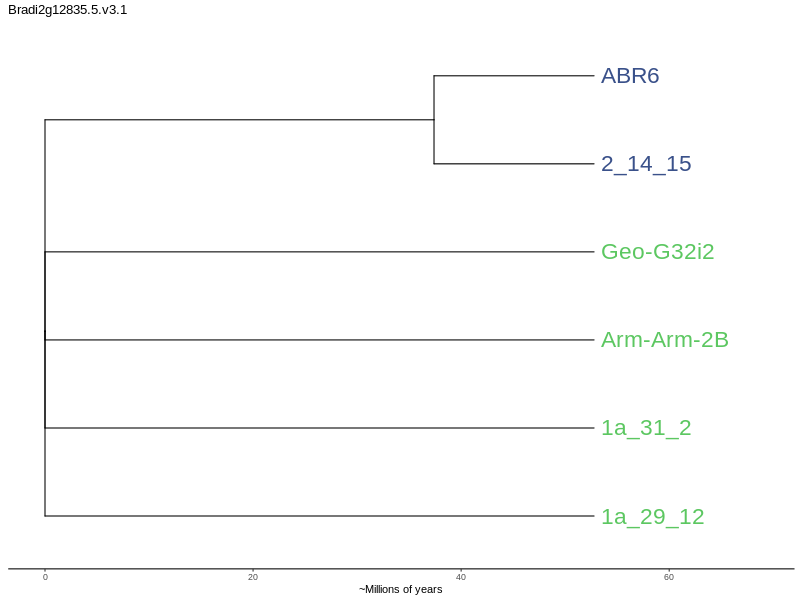 Bradi2g12835.5.v3.1
ABR6
2_14_15
Geo-G32i2
Arm-Arm-2B
1a_31_2
1a_29_12
0 20 40 60
~Millions of years